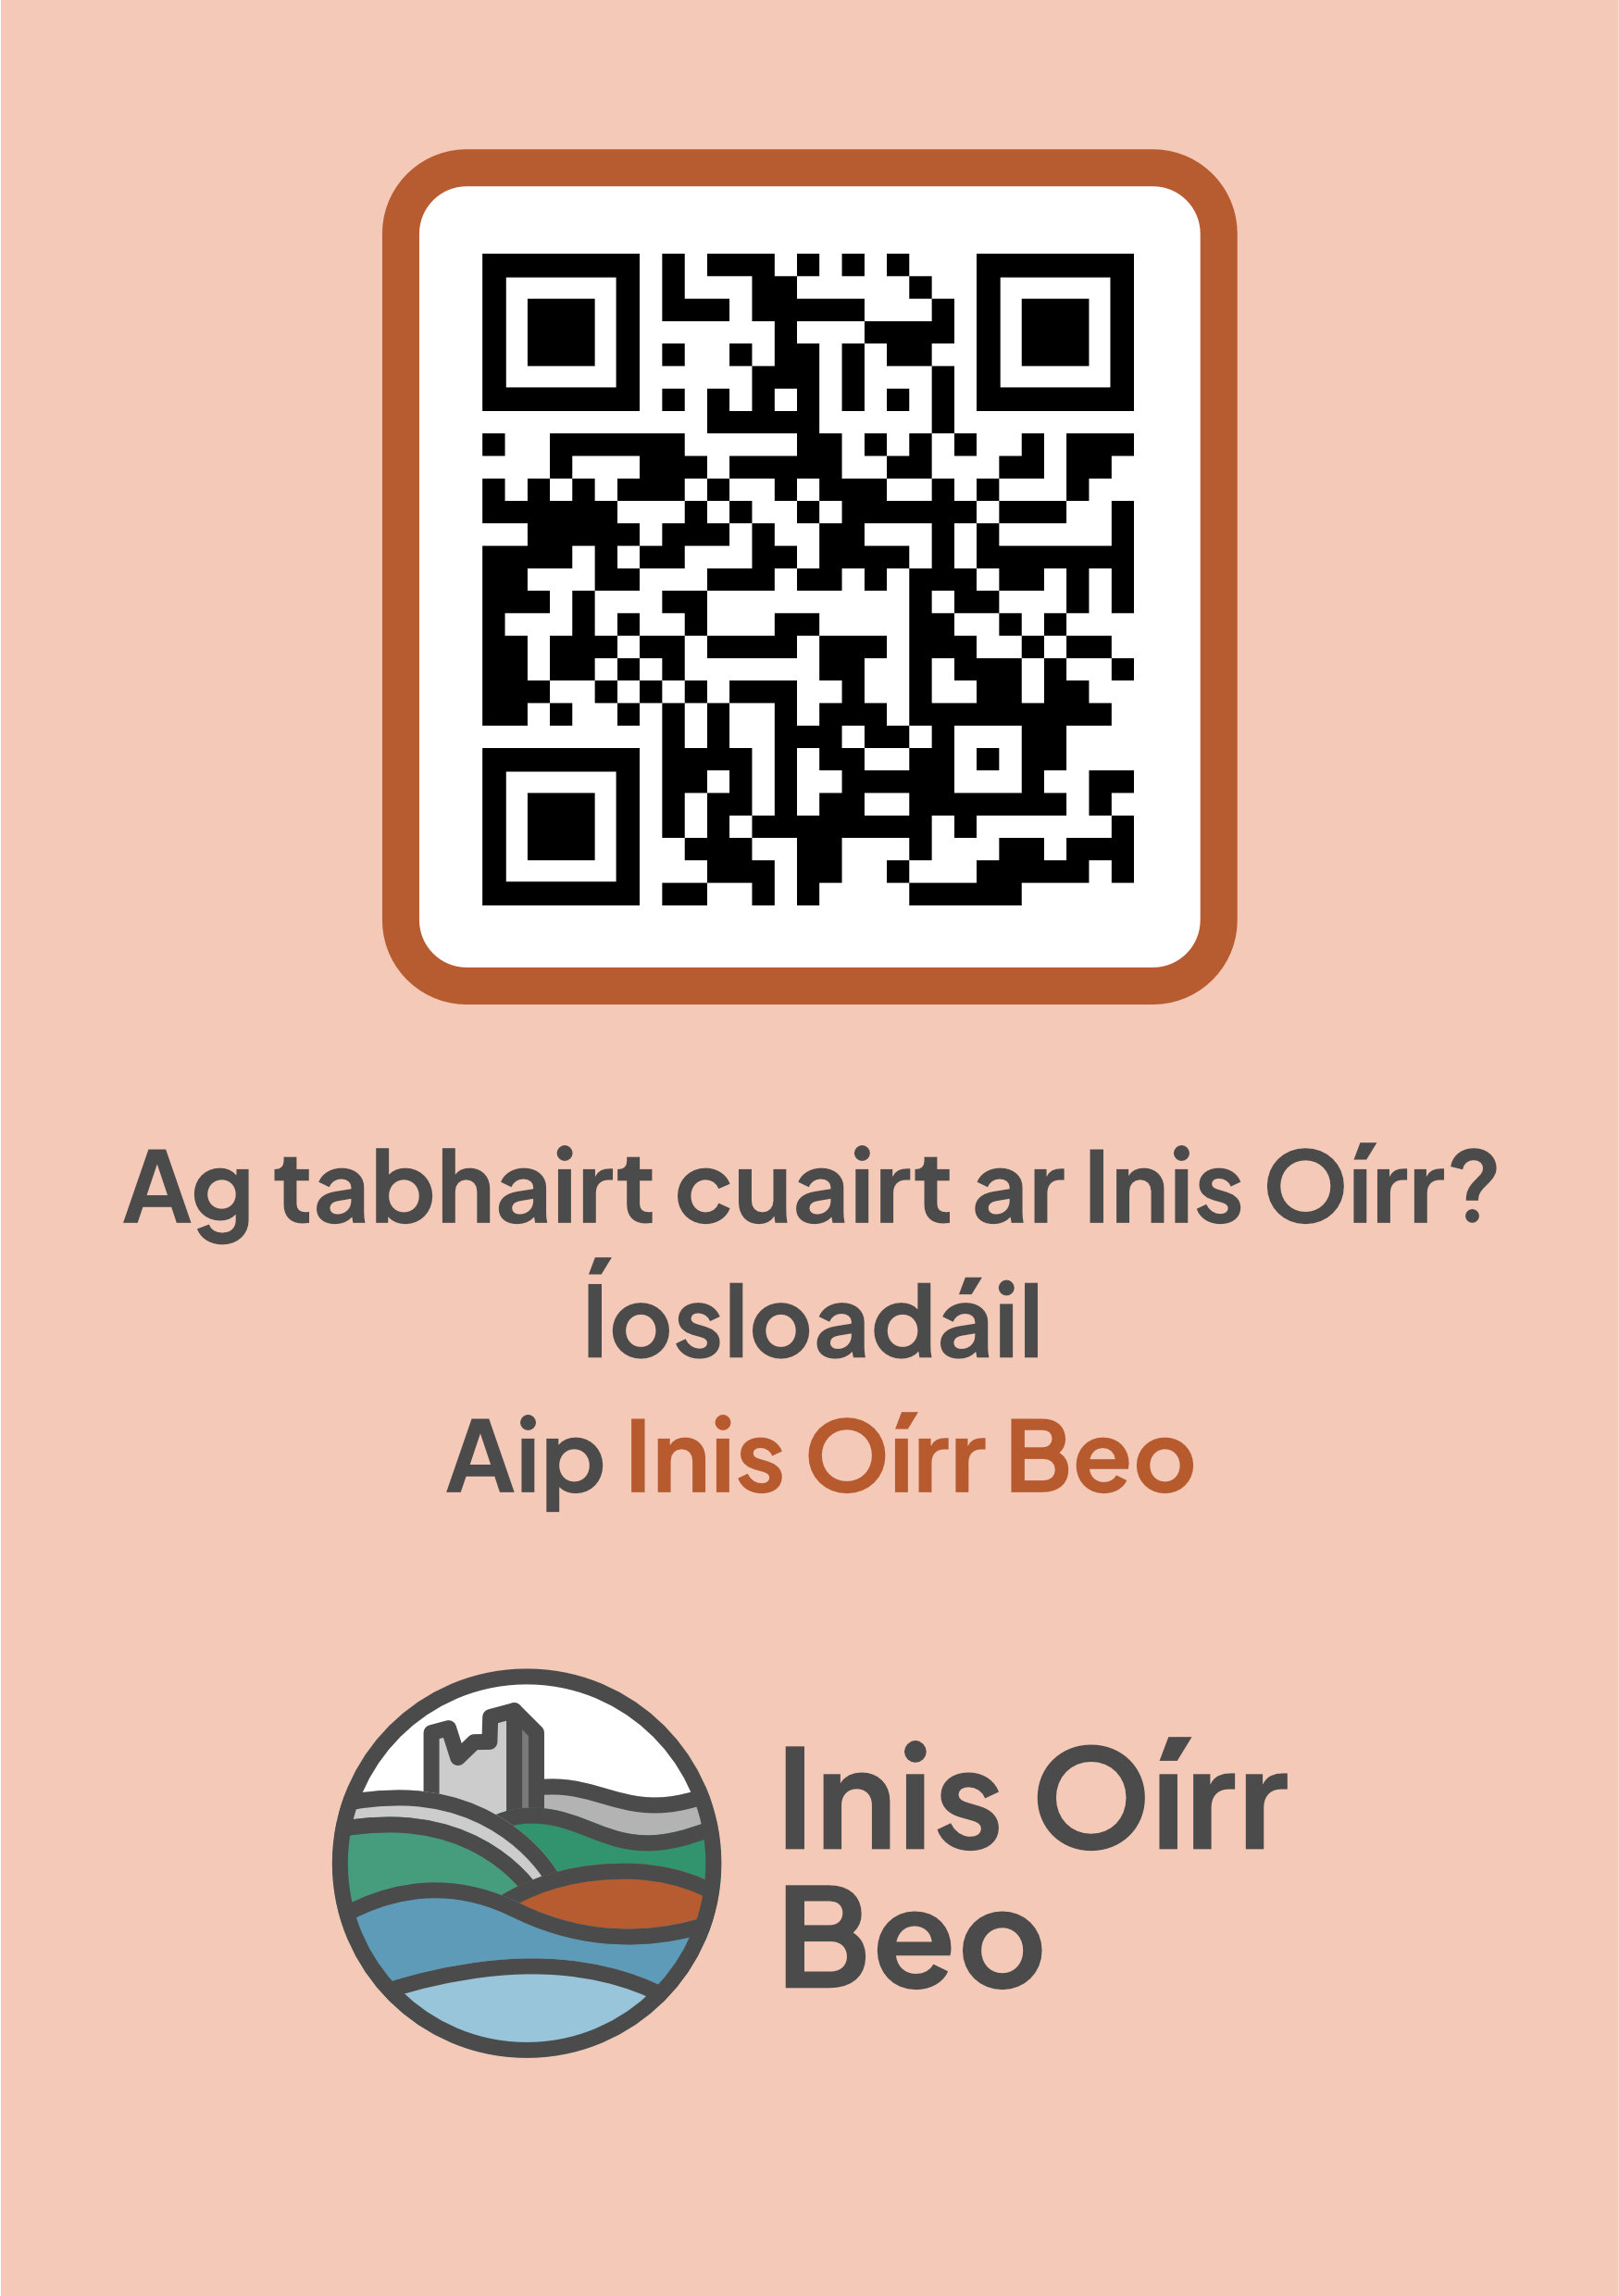 Ag tabhairt cuairt ar Inis Oírr?
Íosloadáil
Aip Inis Oírr Beo
Inis Oírr
Beo